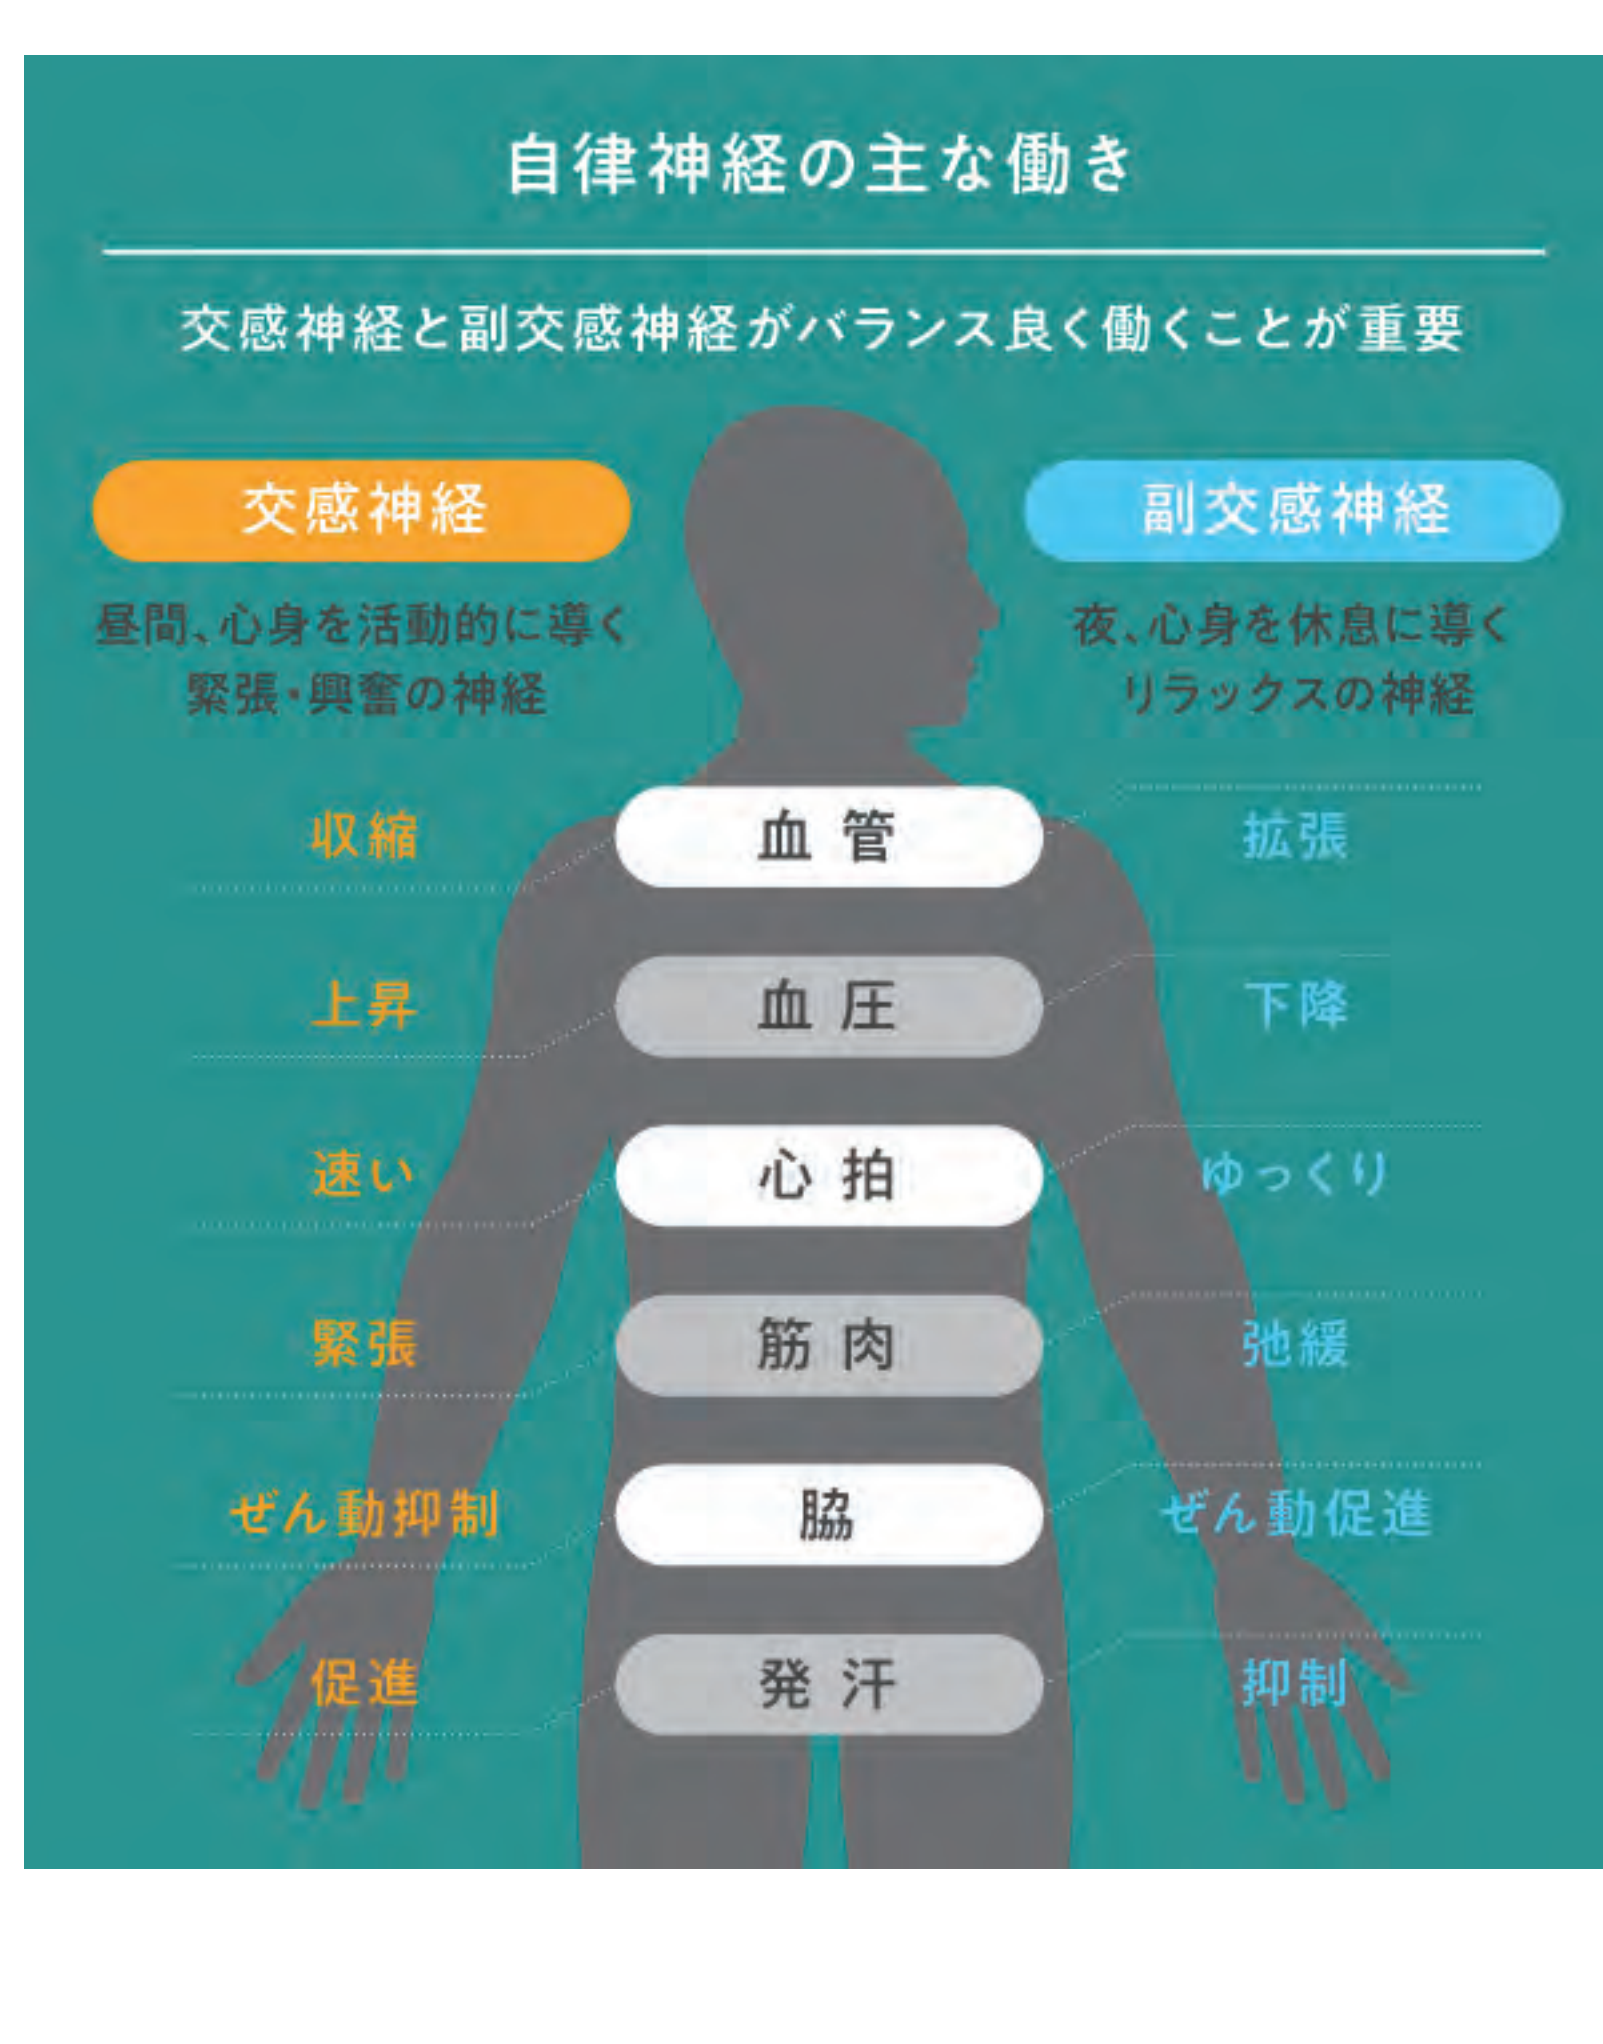 自律神経の主な働き
交感神経と副交感神経がバランス良く働くことが重要
交感神経
副交感神経
昼間、心身を活動的に導く
緊張・興奮の神経
夜、心身を休息に導く
リラックスの神経
収縮 血管 拡張
上昇 血圧 下降
速い 心拍 ゆっくり
緊張 筋肉 弛緩
ぜん動抑制 脇 ぜん動促進
促進 発汗 抑制